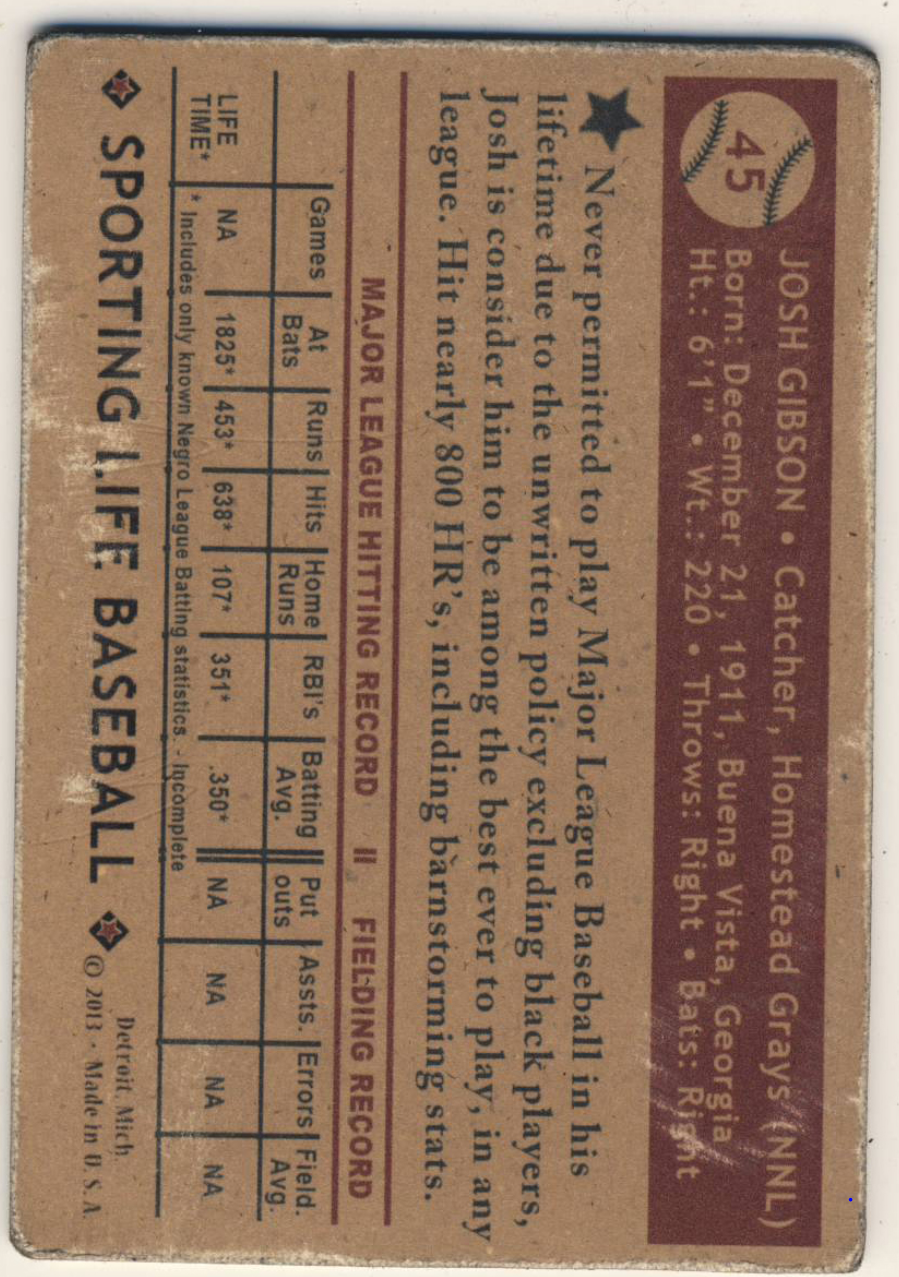 45
JOSH GIBSON • Catcher, Homestead Grays (NNL)
Born: December 21, 1911, Buena Vista, Georgia
Ht.: 6'1" • Wt.: 220 • Throws: Right • Bats: Right
★ Never permitted to play Major League Baseball in his
lifetime due to the unwritten policy excluding black players,
Josh is consider him to be among the best ever to play, in any
league. Hit nearly 800 HR's, including barnstorming stats.
MAJOR LEAGUE HITTING RECORD || FIELDING RECORD
Games At Bats Runs Hits Home Runs RBI's Batting Avg. Put outs Assts. Errors Field. Avg.
LIFE TIME* NA 1825* 453* 638* 107* 351* .350* NA NA NA NA
* Includes only known Negro League Batting statistics. - Incomplete
SPORTING LIFE BASEBALL
Detroit, Mich.
© 2013 • Made in U.S.A.